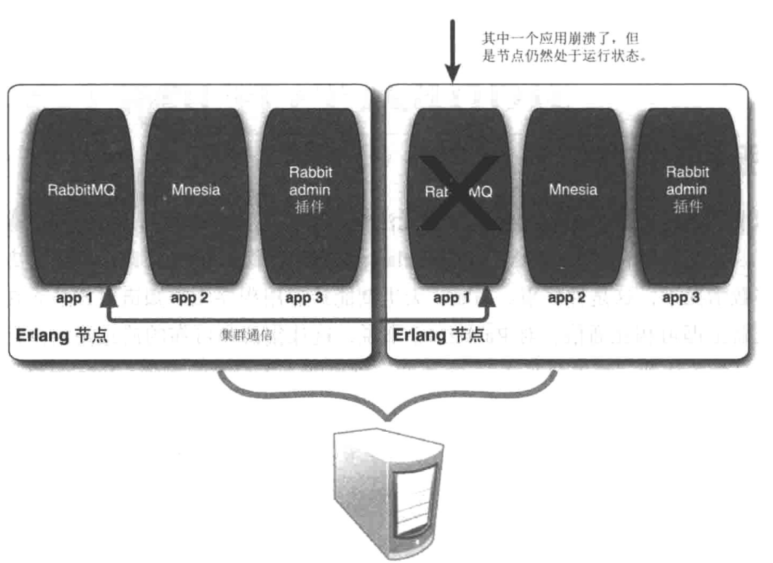 其中一个应用崩溃了，但
是节点仍然处于运行状态。
RabbitMQ
Mnesia
Rabbit
admin
插件
MQ
Mnesia
Rabbit
admin
插件
app 1
app 2
app 3
app 1
app 2
app 3
Erlang 节点
集群通信
Erlang 节点